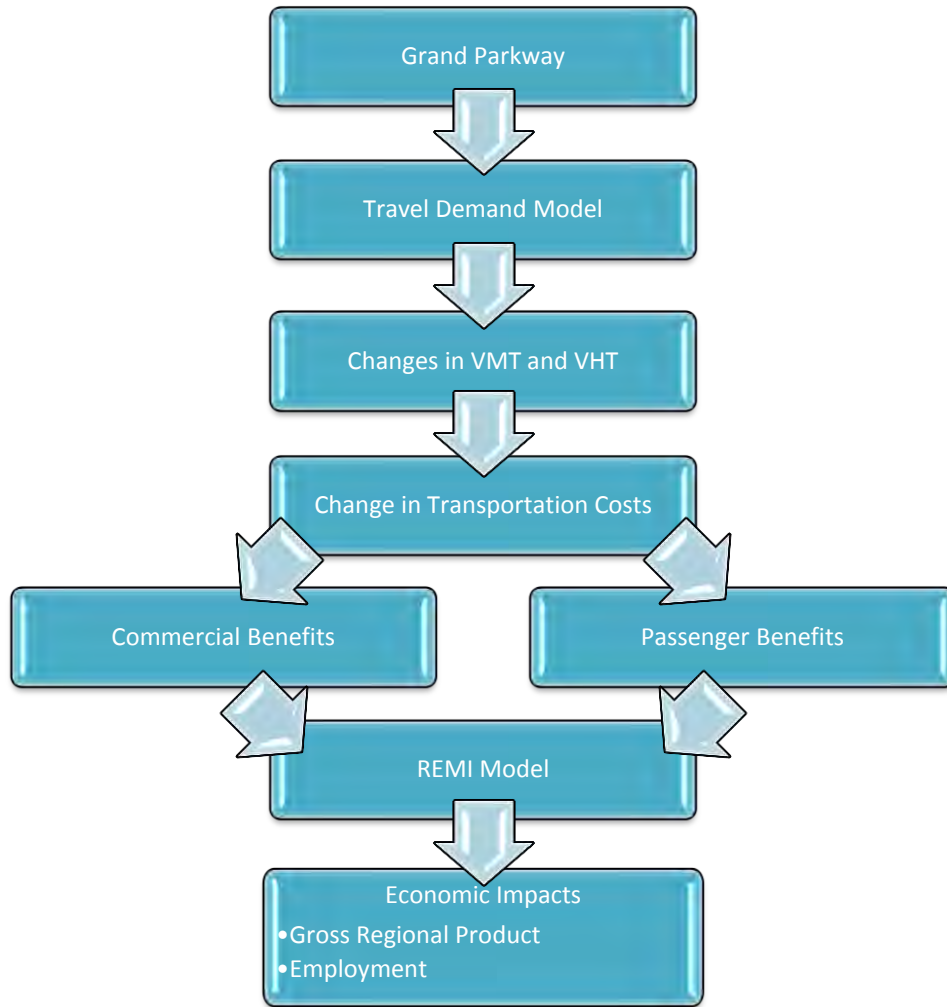 Grand Parkway
Travel Demand Model
Changes in VMT and VHT
Change in Transportation Costs
Commercial Benefits
Passenger Benefits
REMI Model
Economic Impacts
•Gross Regional Product
•Employment